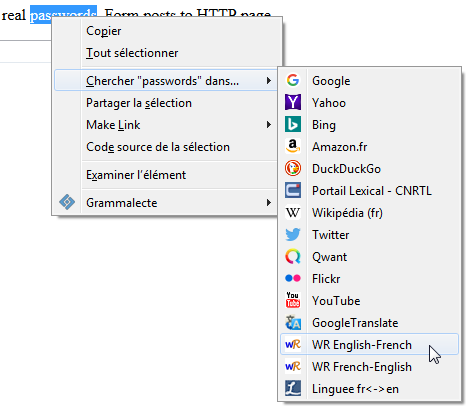 real passwords. Form posts to HTTP page
Copier
Tout sélectionner
Chercher "passwords" dans...
Partager la sélection
Make Link
Code source de la sélection
Examiner l'élément
Grammalecte
Google
Yahoo
Bing
Amazon.fr
DuckDuckGo
Portail Lexical - CNRTL
Wikipédia (fr)
Twitter
Qwant
Flickr
YouTube
GoogleTranslate
WR English-French
WR French-English
Linguee fr<->en